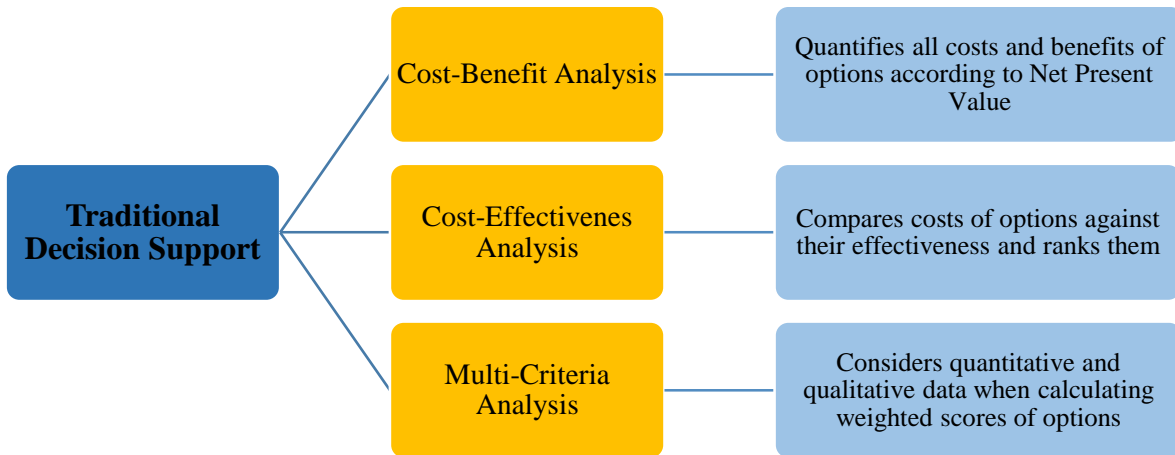 Traditional
Decision Support
Cost-Benefit Analysis
Quantifies all costs and benefits of
options according to Net Present
Value
Cost-Effectivenes
Analysis
Compares costs of options against
their effectiveness and ranks them
Multi-Criteria
Analysis
Considers quantitative and
qualitative data when calculating
weighted scores of options